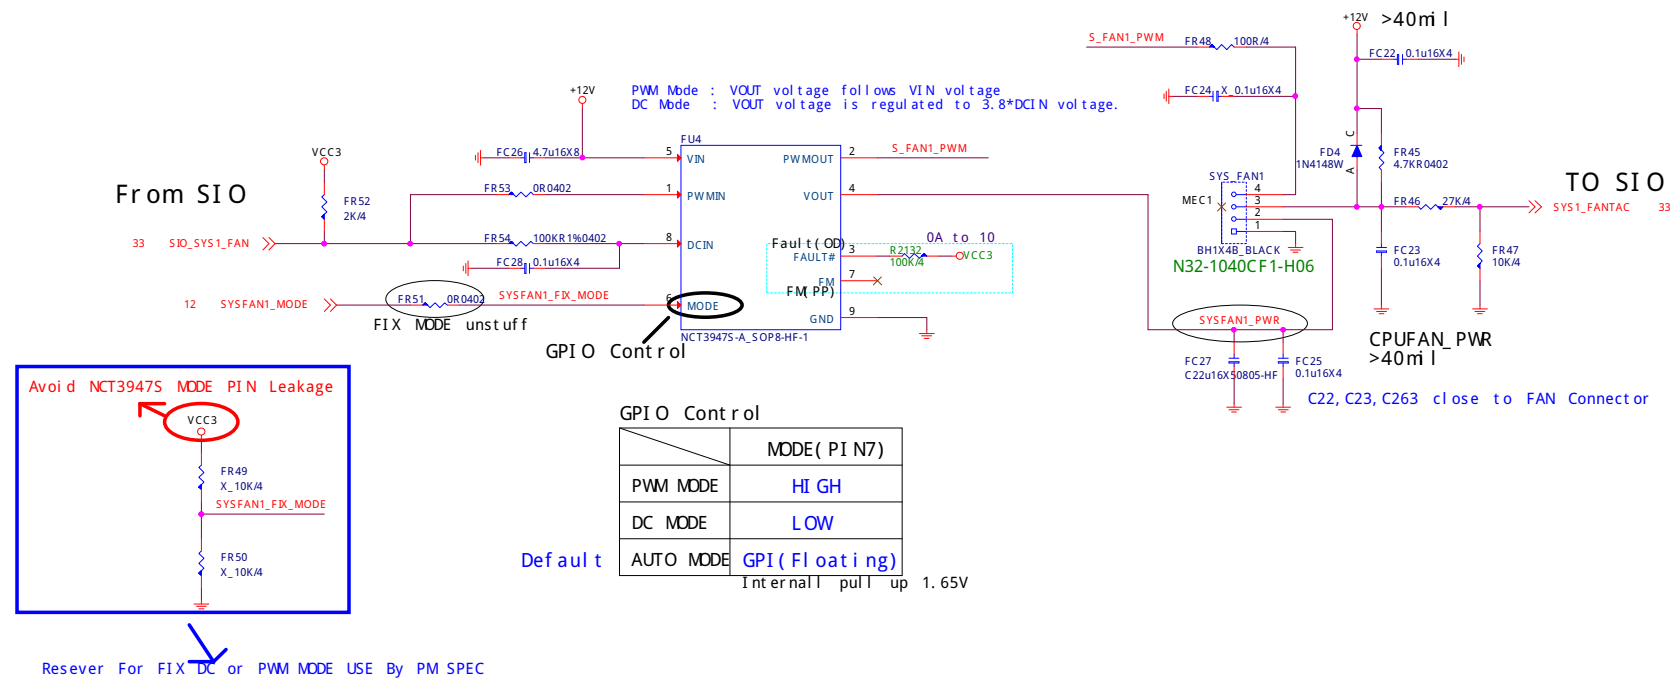 +12V >40mil
S_FAN1_PWM FR48 100R/4
FC22 0.1u16X4
+12V
PWM Mode : VOUT voltage follows VIN voltage
DC Mode : VOUT voltage is regulated to 3.8*DCIN voltage.
FC24 X_0.1u16X4
VCC3
FC26 4.7u16X8
FU4
5 VIN
PWMOUT 2
S_FAN1_PWM
FD4
1N4148W
C
A
FR45
4.7KR0402
From SIO
FR52
2K/4
FR53 0R0402
1 PWMIN
VOUT 4
SYS_FAN1
MEC1
4
3
2
1
BH1X4B_BLACK
N32-1040CF1-H06
FR46 27K/4
TO SIO
SYS1_FANTAC 33
33 SIO_SYS1_FAN
FR54 100KR1%0402
8 DCIN
FC28 0.1u16X4
Fault(OD)
FAULT# 3
R2132
100K/4
0A to 10
VCC3
FM 7
FM(PP)
FC23
0.1u16X4
FR47
10K/4
12 SYSFAN1_MODE
FR51 0R0402
SYSFAN1_FIX_MODE
6 MODE
GND 9
FIX MODE unstuff
NCT3947S-A_SOP8-HF-1
GPIO Control
SYSFAN1_PWR
CPUFAN_PWR
>40mil
FC27
C22u16X50805-HF
FC25
0.1u16X4
C22,C23,C263 close to FAN Connector
Avoid NCT3947S MODE PIN Leakage
VCC3
FR49
X_10K/4
SYSFAN1_FIX_MODE
FR50
X_10K/4
Resever For FIX DC or PWM MODE USE By PM SPEC
GPIO Control
MODE(PIN7)
PWM MODE HIGH
DC MODE LOW
Default AUTO MODE GPI(Floating)
Internall pull up 1.65V